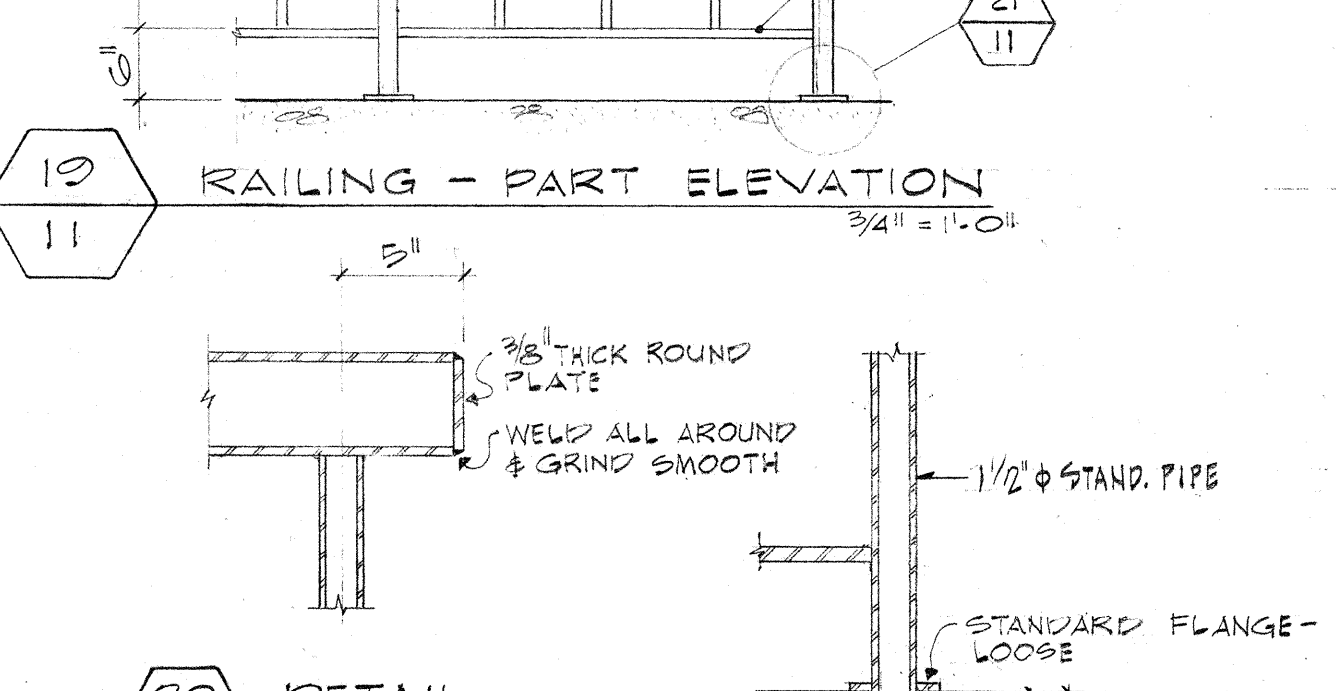 21
11
6"
19
11
RAILING - PART ELEVATION
3/4" = 1'-0"
5"
3/8" THICK ROUND
PLATE
WELD ALL AROUND
& GRIND SMOOTH
1 1/2" ϕ STAND. PIPE
STANDARD FLANGE-
LOOSE
20
DETAIL